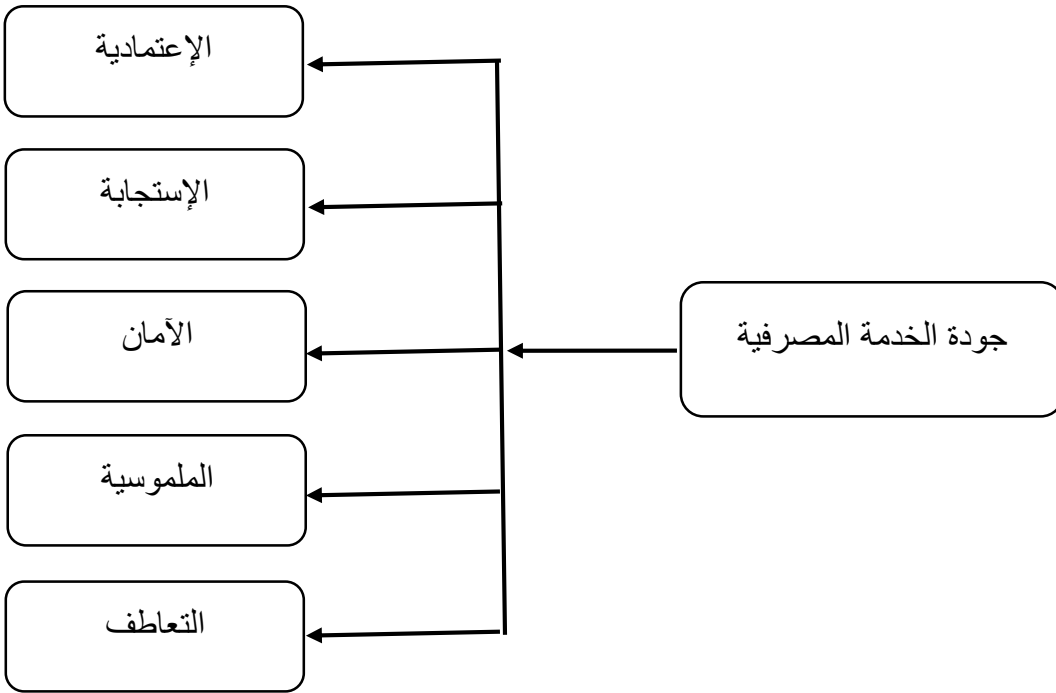 جودة الخدمة المصرفية
الإعتمادية
الإستجابة
الآمان
الملموسية
التعاطف